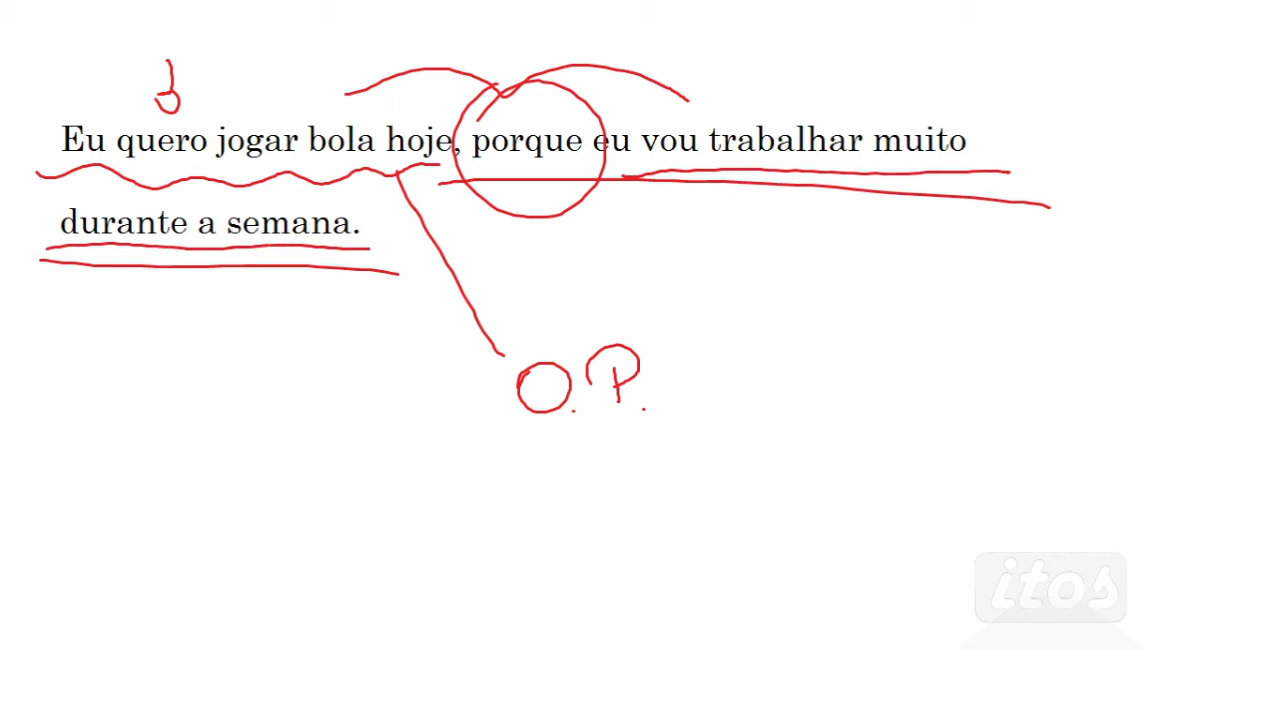 Eu quero jogar bola hoje, porque eu vou trabalhar muito
durante a semana.
O.P.
itos